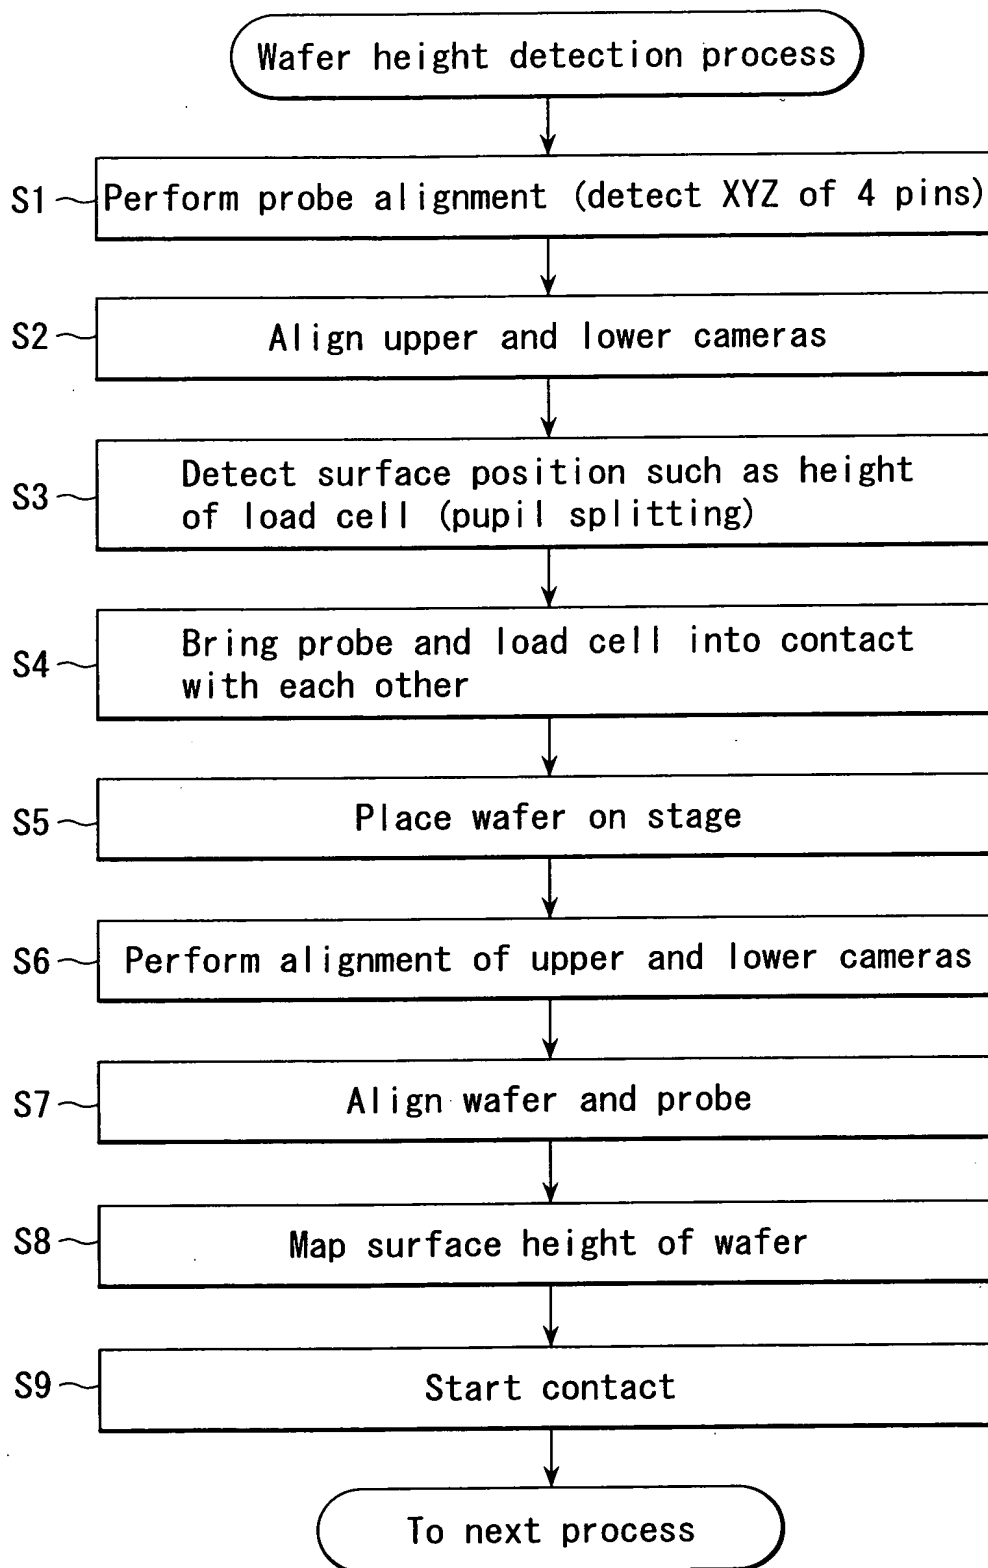 Wafer height detection process
S1 Perform probe alignment (detect XYZ of 4 pins)
S2 Align upper and lower cameras
S3 Detect surface position such as height
of load cell (pupil splitting)
S4 Bring probe and load cell into contact
with each other
S5 Place wafer on stage
S6 Perform alignment of upper and lower cameras
S7 Align wafer and probe
S8 Map surface height of wafer
S9 Start contact
To next process